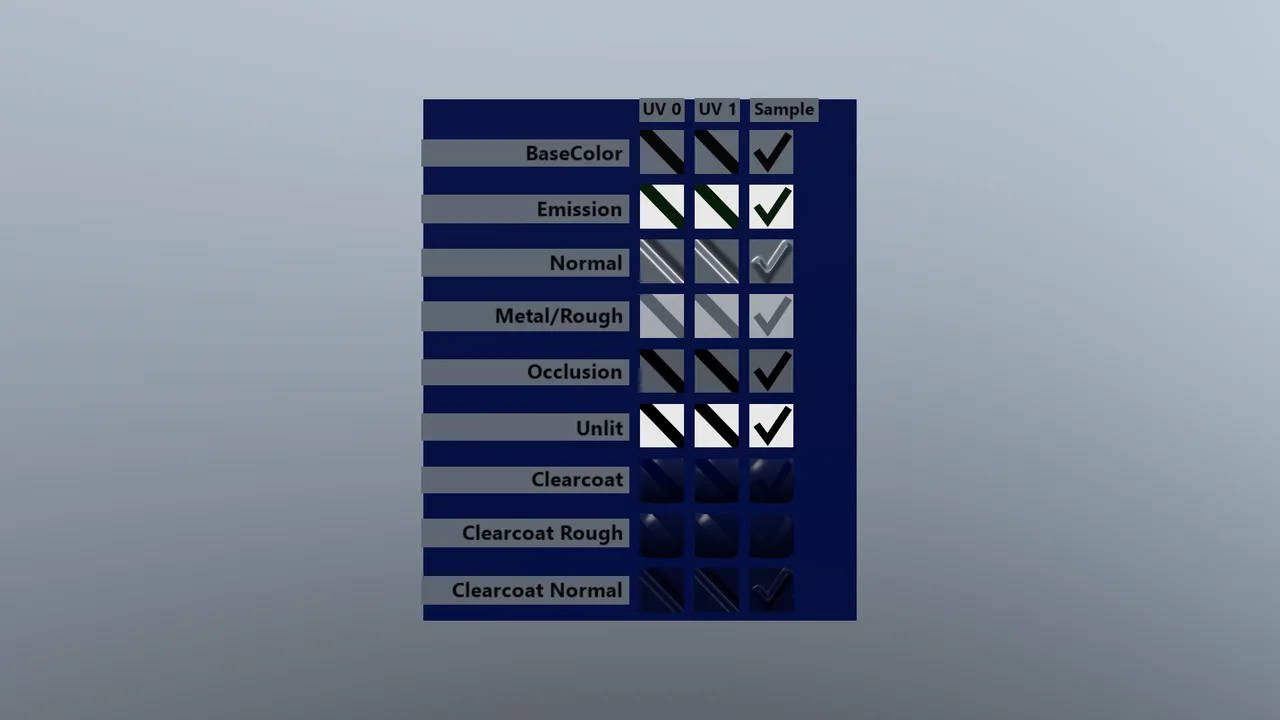 UV 0 UV 1 Sample
BaseColor
Emission
Normal
Metal/Rough
Occlusion
Unlit
Clearcoat
Clearcoat Rough
Clearcoat Normal